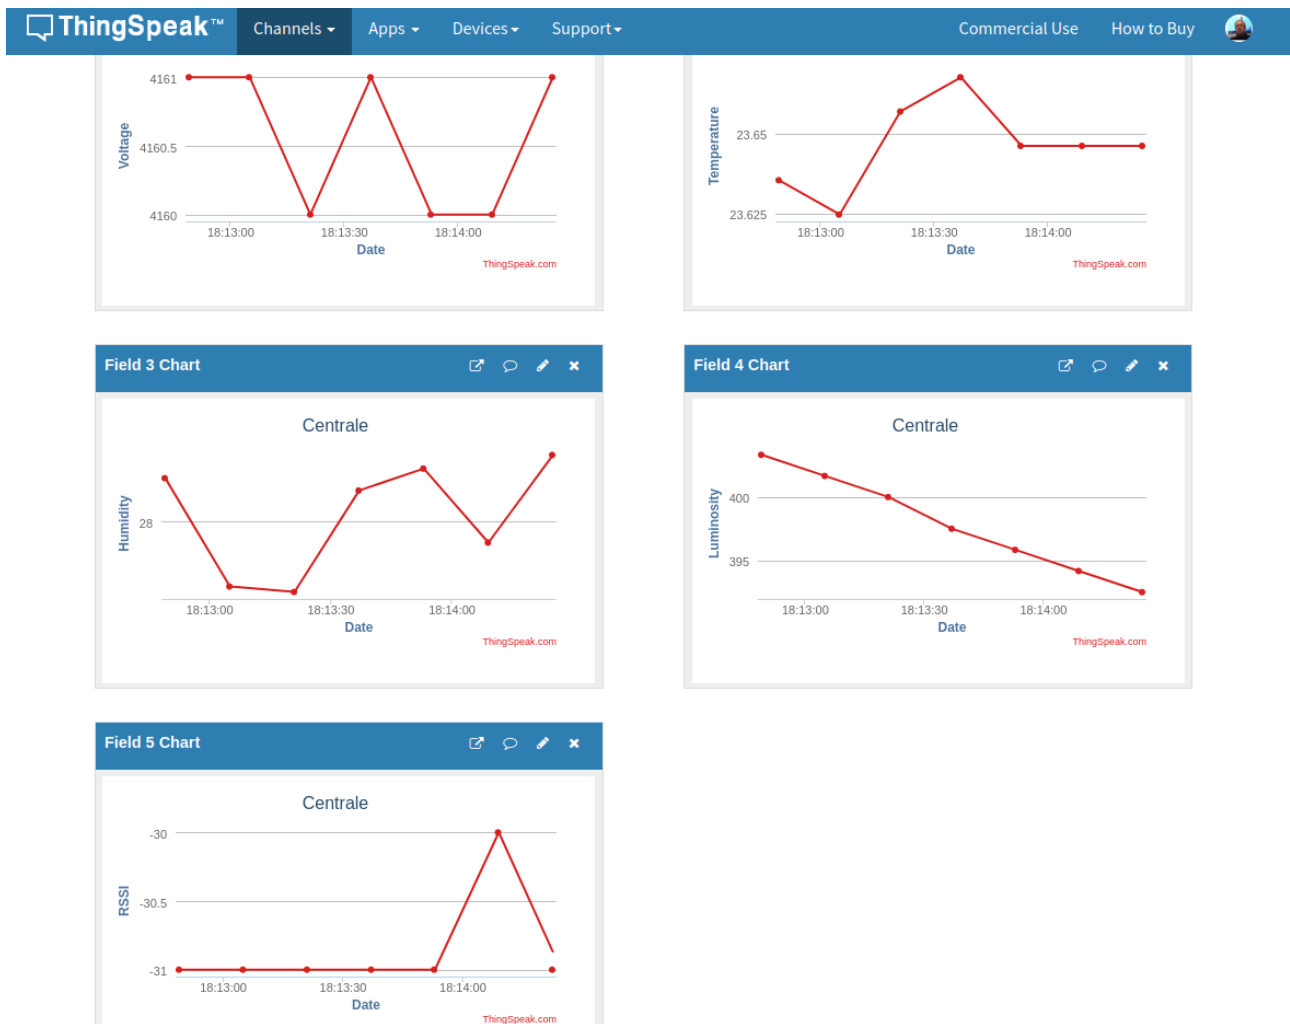 ThingSpeak™ Channels Apps Devices Support Commercial Use How to Buy
4161
4160.5
4160
Voltage
18:13:00 18:13:30 18:14:00
Date
ThingSpeak.com
23.65
23.625
Temperature
18:13:00 18:13:30 18:14:00
Date
ThingSpeak.com
Field 3 Chart
Centrale
28
Humidity
18:13:00 18:13:30 18:14:00
Date
ThingSpeak.com
Field 4 Chart
Centrale
400
395
Luminosity
18:13:00 18:13:30 18:14:00
Date
ThingSpeak.com
Field 5 Chart
Centrale
-30
-30.5
-31
RSSI
18:13:00 18:13:30 18:14:00
Date
ThingSpeak.com